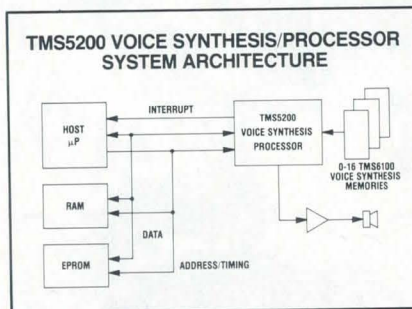 TMS5200 VOICE SYNTHESIS/PROCESSOR
SYSTEM ARCHITECTURE
INTERRUPT
HOST
µP
TMS5200
VOICE SYNTHESIS
PROCESSOR
0-16 TMS6100
VOICE SYNTHESIS
MEMORIES
RAM
DATA
EPROM
ADDRESS/TIMING